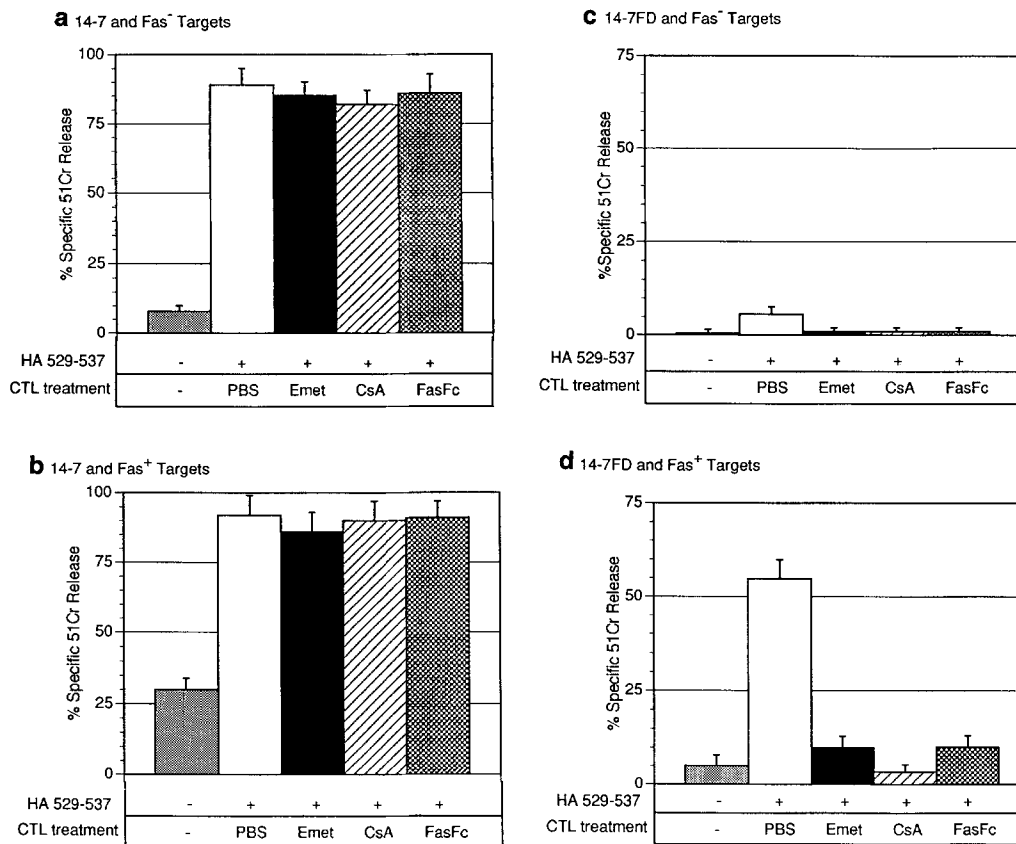 a 14-7 and Fas⁻ Targets
% Specific 51Cr Release
100
75
50
25
0
HA 529-537 - + + + +
CTL treatment - PBS Emet CsA FasFc
b 14-7 and Fas⁺ Targets
% Specific 51Cr Release
100
75
50
25
0
HA 529-537 - + + + +
CTL treatment - PBS Emet CsA FasFc
c 14-7FD and Fas⁻ Targets
%Specific 51Cr Release
75
50
25
0
HA 529-537 - + + + +
CTL treatment - PBS Emet CsA FasFc
d 14-7FD and Fas⁺ Targets
% Specific 51Cr Release
75
50
25
0
HA 529-537 - + + + +
CTL treatment - PBS Emet CsA FasFc